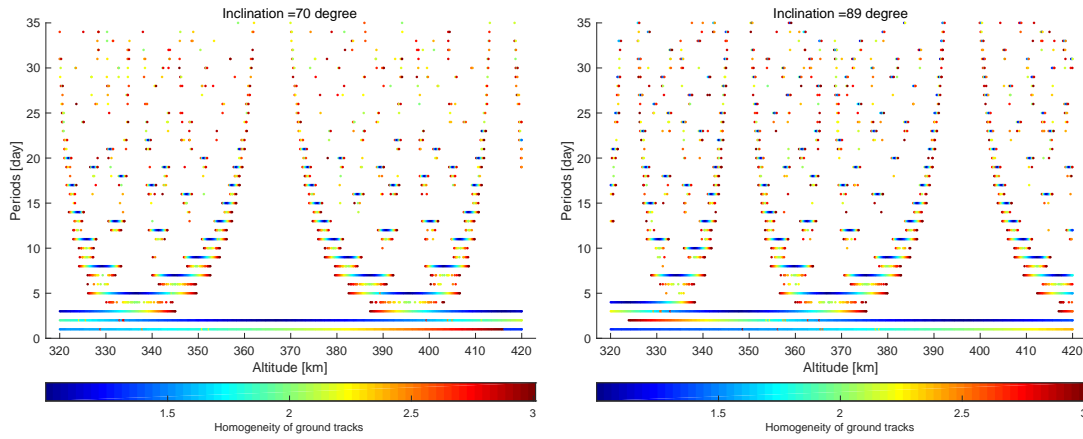 Inclination =70 degree
35
30
25
20
15
10
5
0
Periods [day]
320 330 340 350 360 370 380 390 400 410 420
Altitude [km]
1.5 2 2.5 3
Homogeneity of ground tracks
Inclination =89 degree
35
30
25
20
15
10
5
0
Periods [day]
320 330 340 350 360 370 380 390 400 410 420
Altitude [km]
1.5 2 2.5 3
Homogeneity of ground tracks